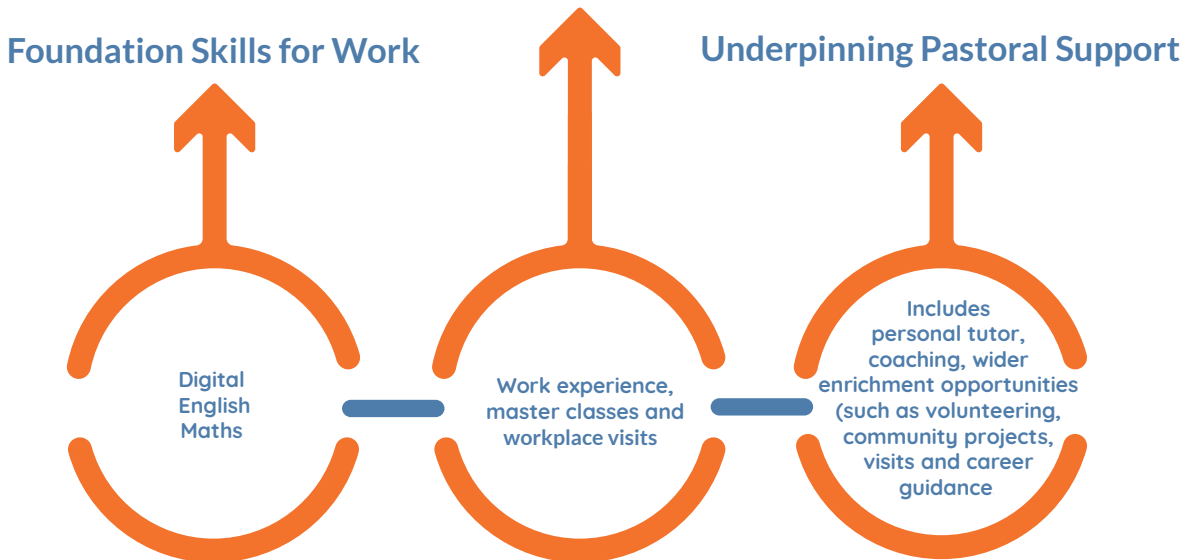 Foundation Skills for Work
Underpinning Pastoral Support
Digital
English
Maths
Work experience,
master classes and
workplace visits
Includes
personal tutor,
coaching, wider
enrichment opportunities
(such as volunteering,
community projects,
visits and career
guidance